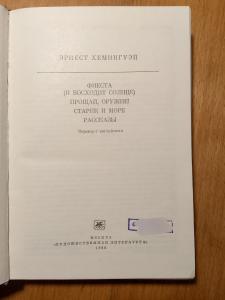 ЭРНЕСТ ХЕМИНГУЭЙ
ФИЕСТА
(И ВОСХОДИТ СОЛНЦЕ)
ПРОЩАЙ, ОРУЖИЕ!
СТАРИК И МОРЕ
РАССКАЗЫ
Перевод с английского
МОСКВА
«ХУДОЖЕСТВЕННАЯ ЛИТЕРАТУРА»